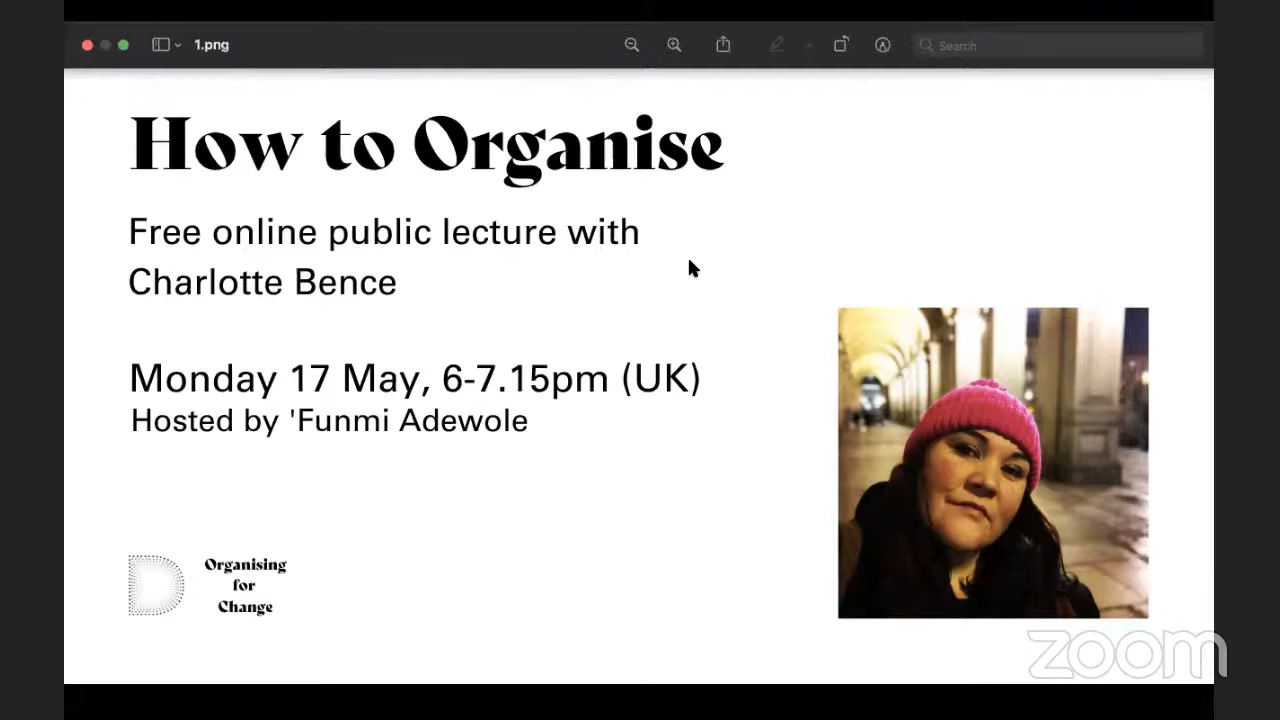 1.png
Search
How to Organise
Free online public lecture with
Charlotte Bence
Monday 17 May, 6-7.15pm (UK)
Hosted by 'Funmi Adewole
D
Organising
for
Change
zoom